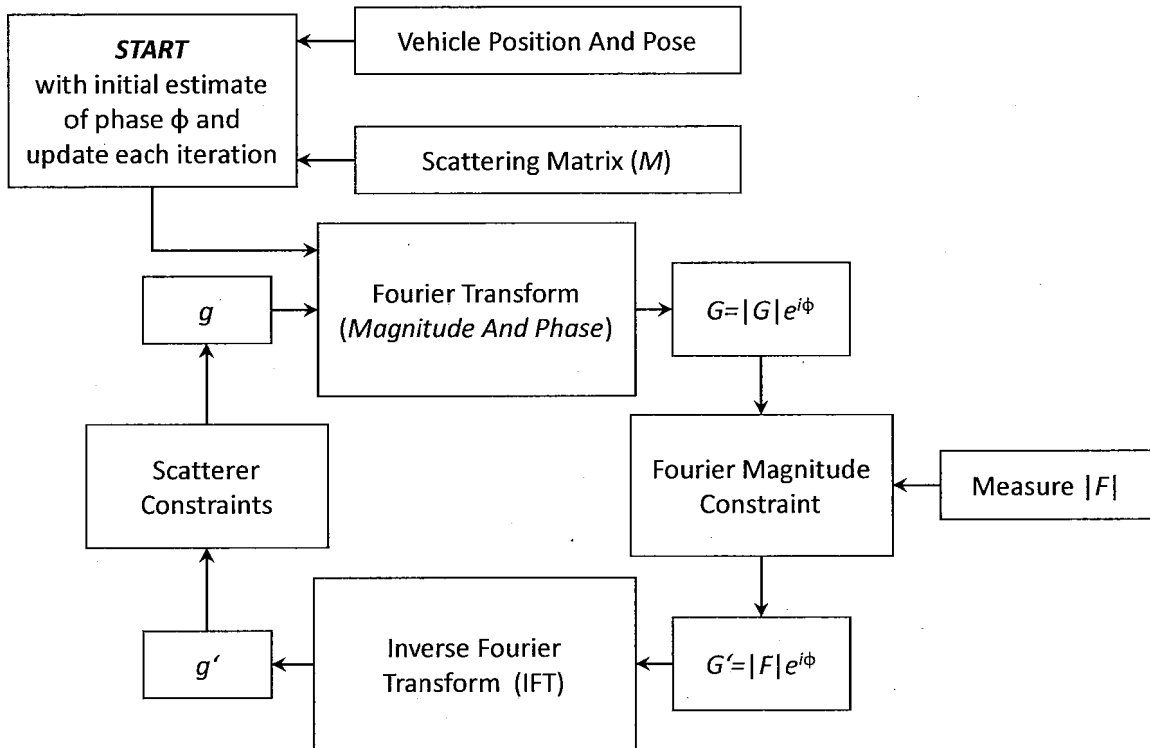 START
with initial estimate
of phase ϕ and
update each iteration
Vehicle Position And Pose
Scattering Matrix (M)
Fourier Transform
(Magnitude And Phase)
g
G=|G|e^{iϕ}
Scatterer
Constraints
Fourier Magnitude
Constraint
Measure |F|
g‘
Inverse Fourier
Transform (IFT)
G‘=|F|e^{iϕ}